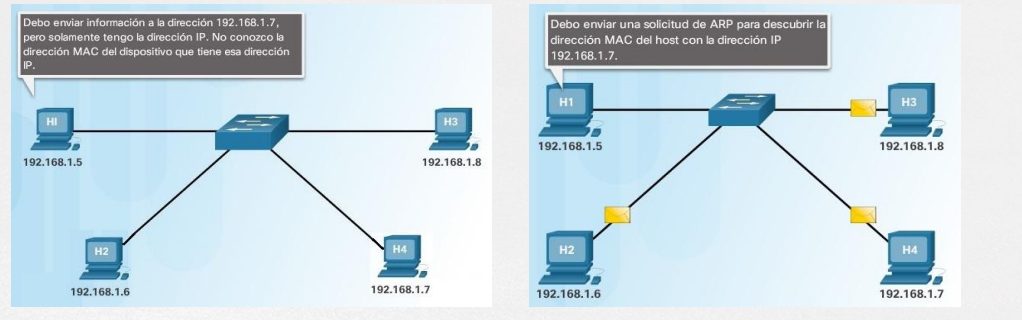 Debo enviar información a la dirección 192.168.1.7,
pero solamente tengo la dirección IP. No conozco la
dirección MAC del dispositivo que tiene esa dirección
IP.
HI
192.168.1.5
H3
192.168.1.8
H2
192.168.1.6
H4
192.168.1.7
Debo enviar una solicitud de ARP para descubrir la
dirección MAC del host con la dirección IP
192.168.1.7.
H1
192.168.1.5
H3
192.168.1.8
H2
192.168.1.6
H4
192.168.1.7